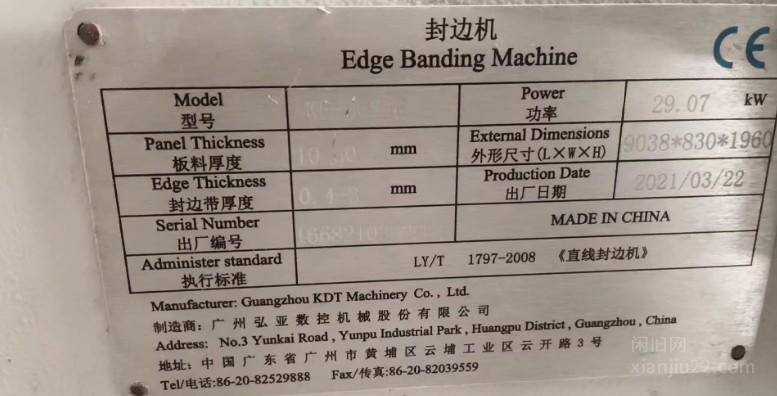 封边机
Edge Banding Machine
CE
Model
型号
Power
功率
29.07 kW
Panel Thickness
板料厚度
mm
External Dimensions
外形尺寸(L×W×H)
9038*830*1960
Edge Thickness
封边带厚度
mm
Production Date
出厂日期
2021/03/22
Serial Number
出厂编号
MADE IN CHINA
Administer standard
执行标准
LY/T 1797-2008 《直线封边机》
Manufacturer: Guangzhou KDT Machinery Co., Ltd.
制造商：广州弘亚数控机械股份有限公司
Address: No.3 Yunkai Road, Yunpu Industrial Park, Huangpu District, Guangzhou, China
地址：中国广东省广州市黄埔区云埔工业区云开路3号
Tel/电话:86-20-82529888 Fax/传真:86-20-82039559
闲旧网
xianjiu22.com